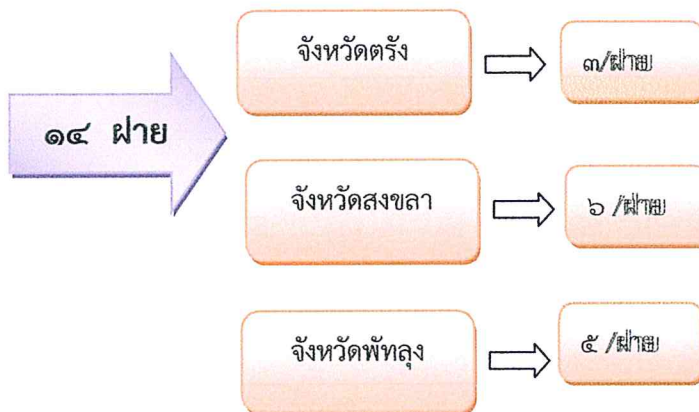 ๑๔ ฝาย
จังหวัดตรัง
๓/ฝาย
จังหวัดสงขลา
๖ /ฝาย
จังหวัดพัทลุง
๕ /ฝาย